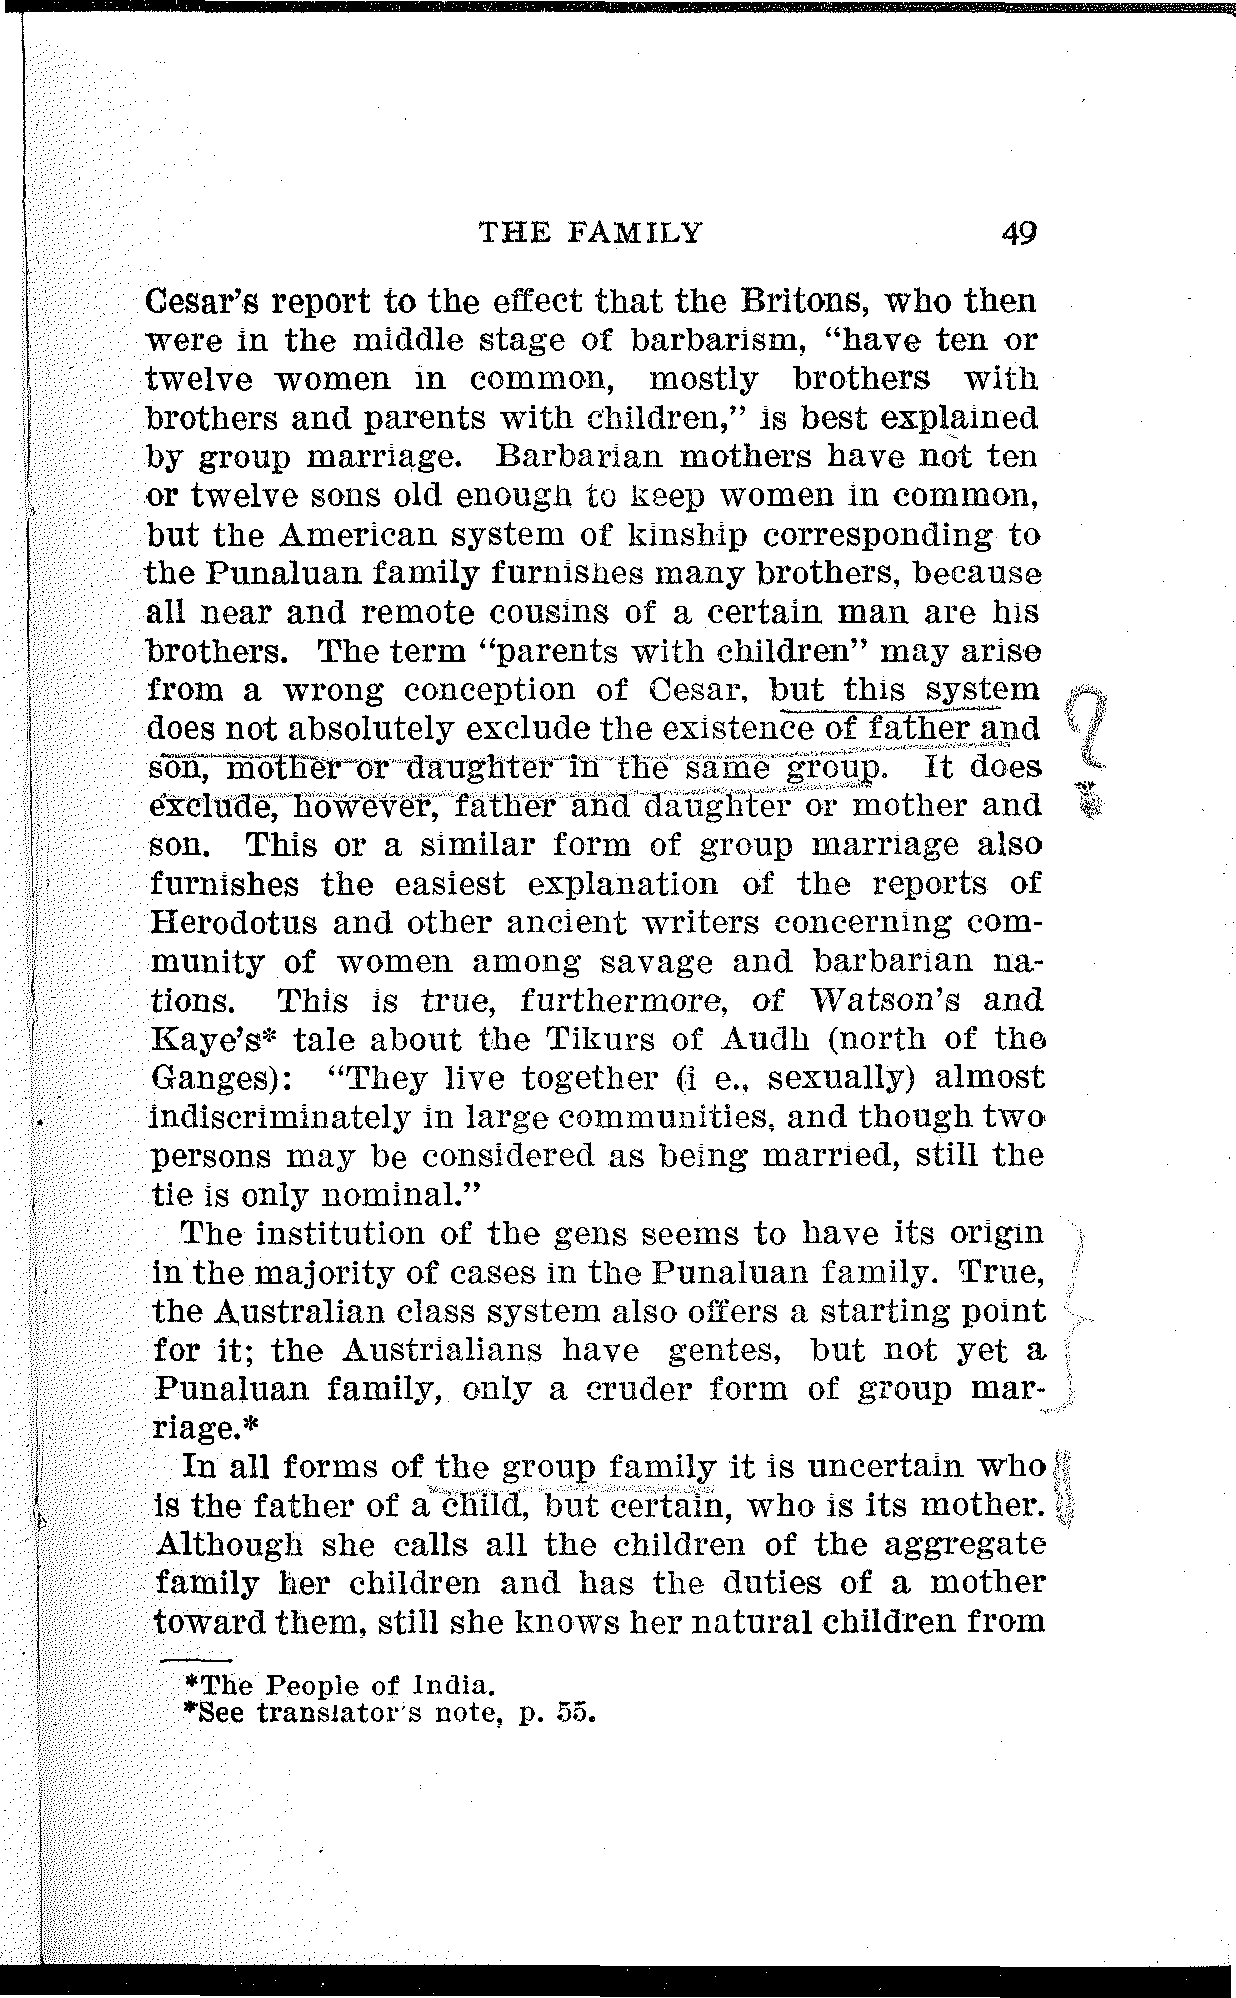 THE FAMILY 49
Cesar's report to the effect that the Britons, who then
were in the middle stage of barbarism, "have ten or
twelve women in common, mostly brothers with
brothers and parents with children," is best explained
by group marriage. Barbarian mothers have not ten
or twelve sons old enough to keep women in common,
but the American system of kinship corresponding to
the Punaluan family furnishes many brothers, because
all near and remote cousins of a certain man are his
brothers. The term "parents with children" may arise
from a wrong conception of Cesar, but this system
does not absolutely exclude the existence of father and
son, mother or daughter in the same group. It does
exclude, however, father and daughter or mother and
son. This or a similar form of group marriage also
furnishes the easiest explanation of the reports of
Herodotus and other ancient writers concerning com-
munity of women among savage and barbarian na-
tions. This is true, furthermore, of Watson's and
Kaye's* tale about the Tikurs of Audh (north of the
Ganges): "They live together (i e., sexually) almost
indiscriminately in large communities, and though two
persons may be considered as being married, still the
tie is only nominal."
The institution of the gens seems to have its origin
in the majority of cases in the Punaluan family. True,
the Australian class system also offers a starting point
for it; the Austrialians have gentes, but not yet a
Punaluan family, only a cruder form of group mar-
riage.*
In all forms of the group family it is uncertain who
is the father of a child, but certain, who is its mother.
Although she calls all the children of the aggregate
family her children and has the duties of a mother
toward them, still she knows her natural children from
*The People of India.
*See translator's note, p. 55.